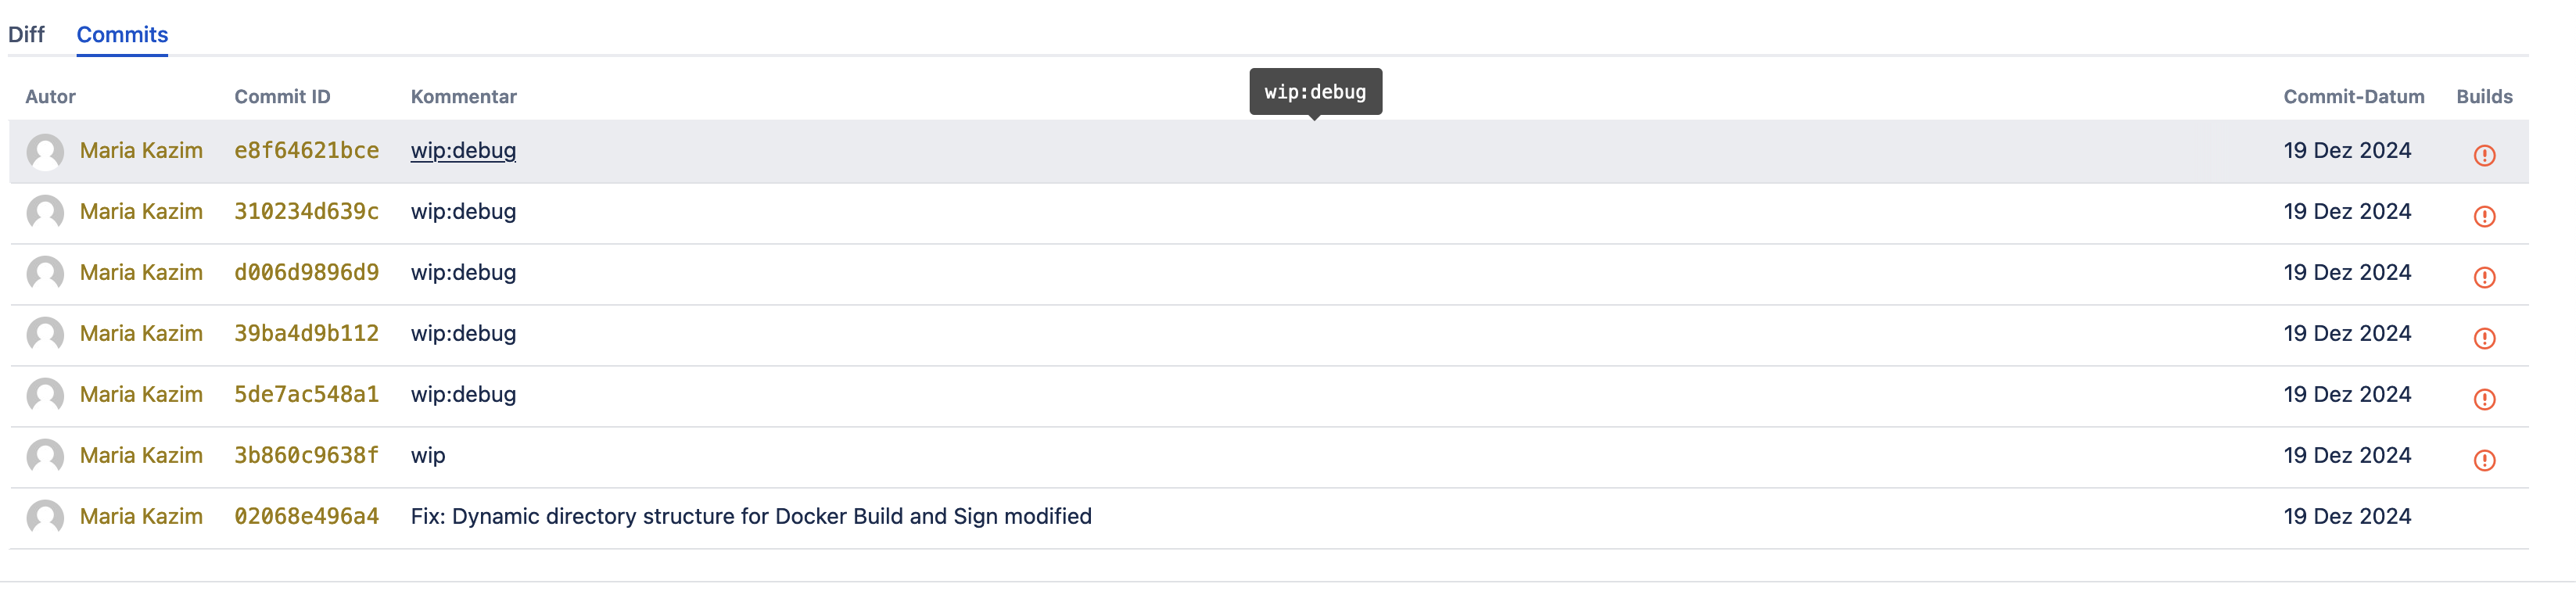 Diff Commits
wip:debug
Autor Commit ID Kommentar Commit-Datum Builds
Maria Kazim e8f64621bce wip:debug 19 Dez 2024
Maria Kazim 310234d639c wip:debug 19 Dez 2024
Maria Kazim d006d9896d9 wip:debug 19 Dez 2024
Maria Kazim 39ba4d9b112 wip:debug 19 Dez 2024
Maria Kazim 5de7ac548a1 wip:debug 19 Dez 2024
Maria Kazim 3b860c9638f wip 19 Dez 2024
Maria Kazim 02068e496a4 Fix: Dynamic directory structure for Docker Build and Sign modified 19 Dez 2024